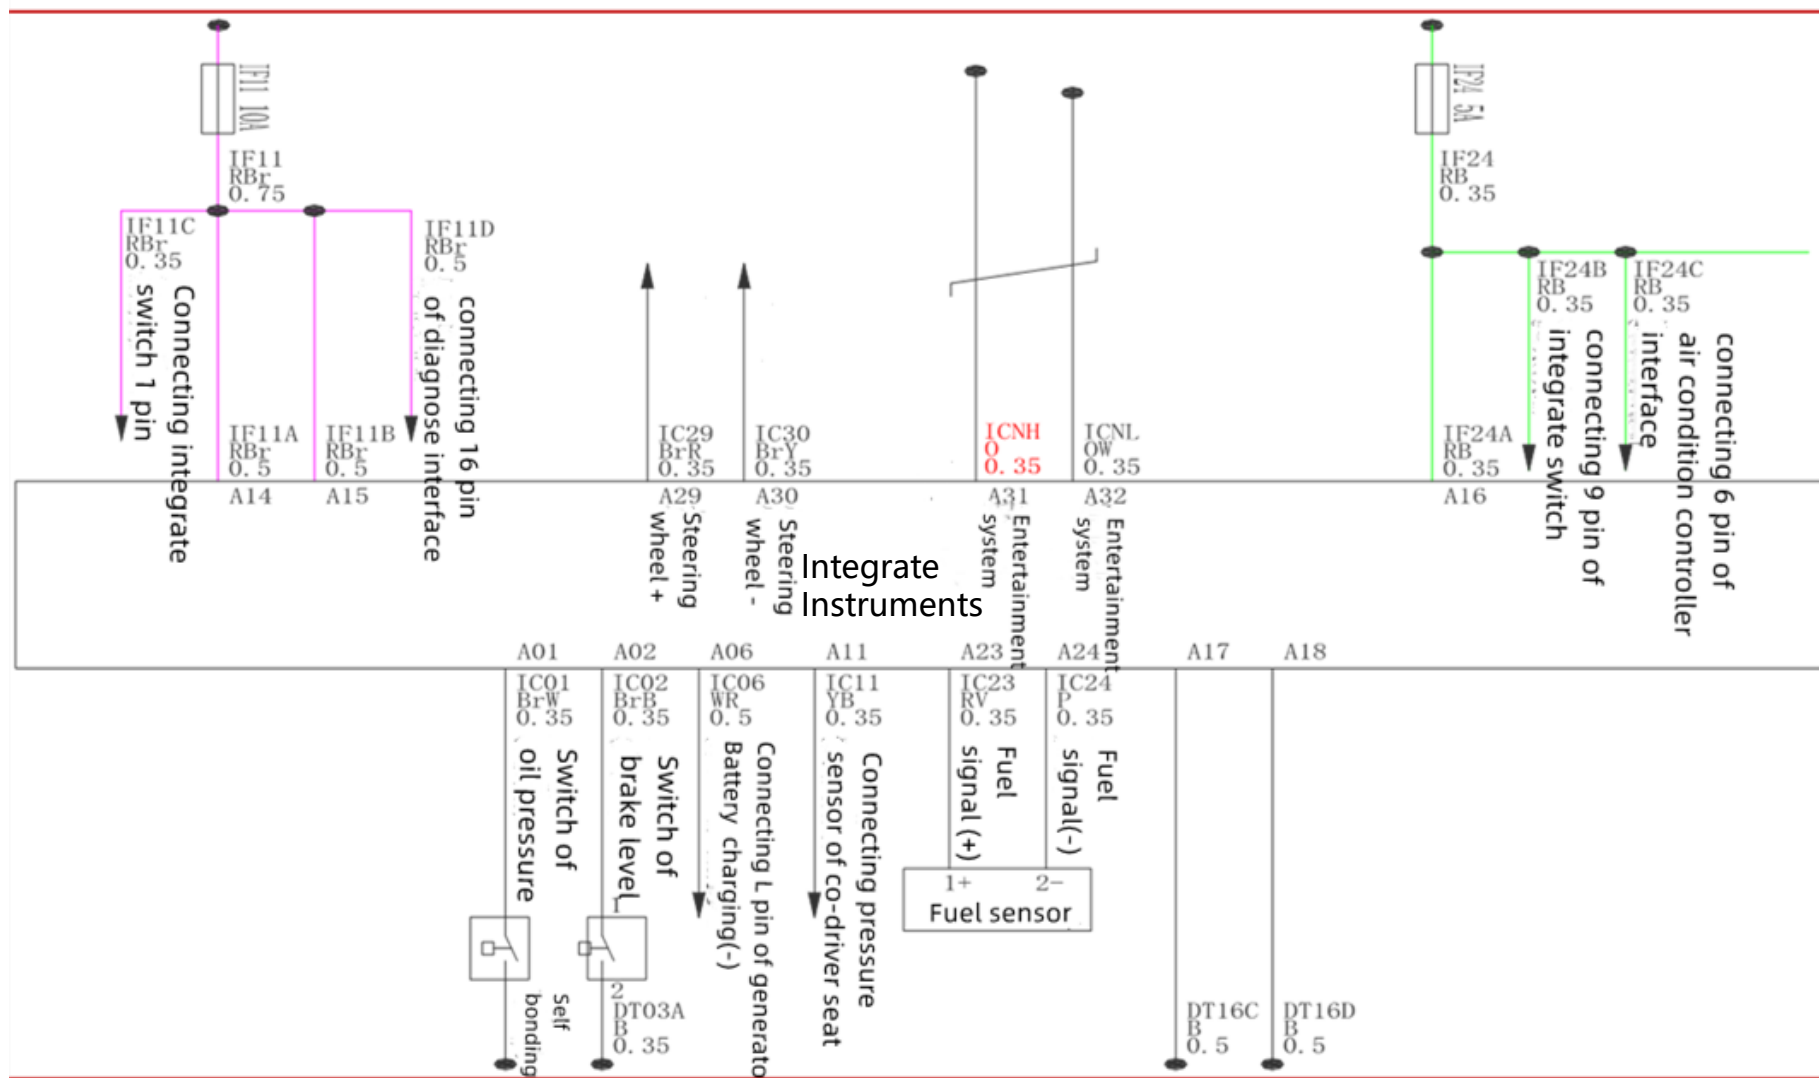 IF11 10A
IF24 5A
IF11
RBr
0.75
IF24
RB
0.35
IF11C
RBr
0.35
IF11D
RBr
0.5
Connecting integrate
switch 1 pin
connecting 16 pin
of diagnose interface
IF24B
RB
0.35
IF24C
RB
0.35
connecting 9 pin of
integrate switch
connecting 6 pin of
air condition controller
interface
IF11A
RBr
0.5
IF11B
RBr
0.5
IC29
BrR
0.35
IC30
BrY
0.35
ICNH
O
0.35
ICNL
OW
0.35
IF24A
RB
0.35
A14
A15
A29
A30
A31
A32
A16
Steering
wheel +
Steering
wheel -
Integrate
Instruments
Entertainment
system
Entertainment
system
A01
A02
A06
A11
A23
A24
A17
A18
IC01
BrW
0.35
IC02
BrB
0.35
IC06
WR
0.5
IC11
YB
0.35
IC23
RV
0.35
IC24
P
0.35
Switch of
oil pressure
Switch of
brake level
Connecting L pin of generato
Battery charging(-)
Connecting pressure
sensor of co-driver seat
Fuel
signal (+)
Fuel
signal(-)
1+
2-
Fuel sensor
1
2
Self
bonding
DT03A
B
0.35
DT16C
B
0.5
DT16D
B
0.5